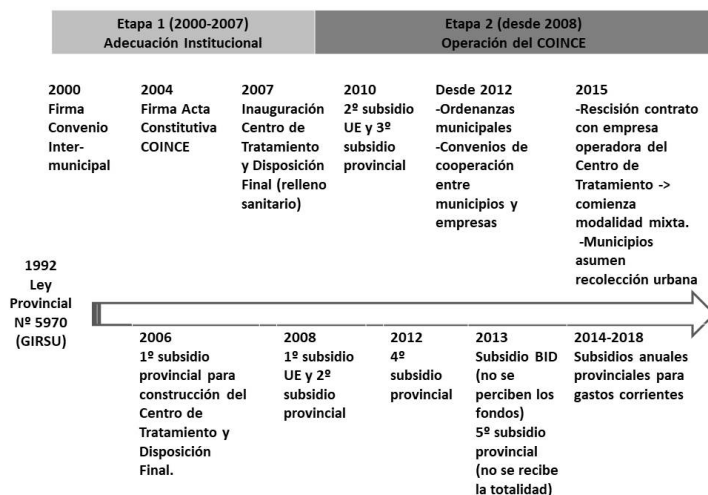 Etapa 1 (2000-2007)
Adecuación Institucional
Etapa 2 (desde 2008)
Operación del COINCE
2000
Firma
Convenio
Inter-
municipal
2004
Firma Acta
Constitutiva
COINCE
2007
Inauguración
Centro de
Tratamiento
y Disposición
Final (relleno
sanitario)
2010
2º subsidio
UE y 3º
subsidio
provincial
Desde 2012
-Ordenanzas
municipales
-Convenios de
cooperación
entre
municipios y
empresas
2015
-Rescisión contrato
con empresa
operadora del
Centro de
Tratamiento ->
comienza
modalidad mixta.
-Municipios
asumen
recolección urbana
1992
Ley
Provincial
Nº 5970
(GIRSU)
2006
1º subsidio
provincial para
construcción del
Centro de
Tratamiento y
Disposición
Final.
2008
1º subsidio
UE y 2º
subsidio
provincial
2012
4º
subsidio
provincial
2013
Subsidio BID
(no se
perciben los
fondos)
5º subsidio
provincial
(no se recibe
la totalidad)
2014-2018
Subsidios anuales
provinciales para
gastos corrientes